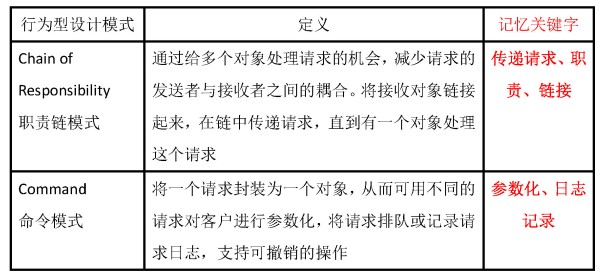 行为型设计模式 定义 记忆关键字
Chain of
Responsibility
职责链模式
通过给多个对象处理请求的机会，减少请求的
发送者与接收者之间的耦合。将接收对象链接
起来，在链中传递请求，直到有一个对象处理
这个请求
传递请求、职
责、链接
Command
命令模式
将一个请求封装为一个对象，从而可用不同的
请求对客户进行参数化，将请求排队或记录请
求日志，支持可撤销的操作
参数化、日志
记录